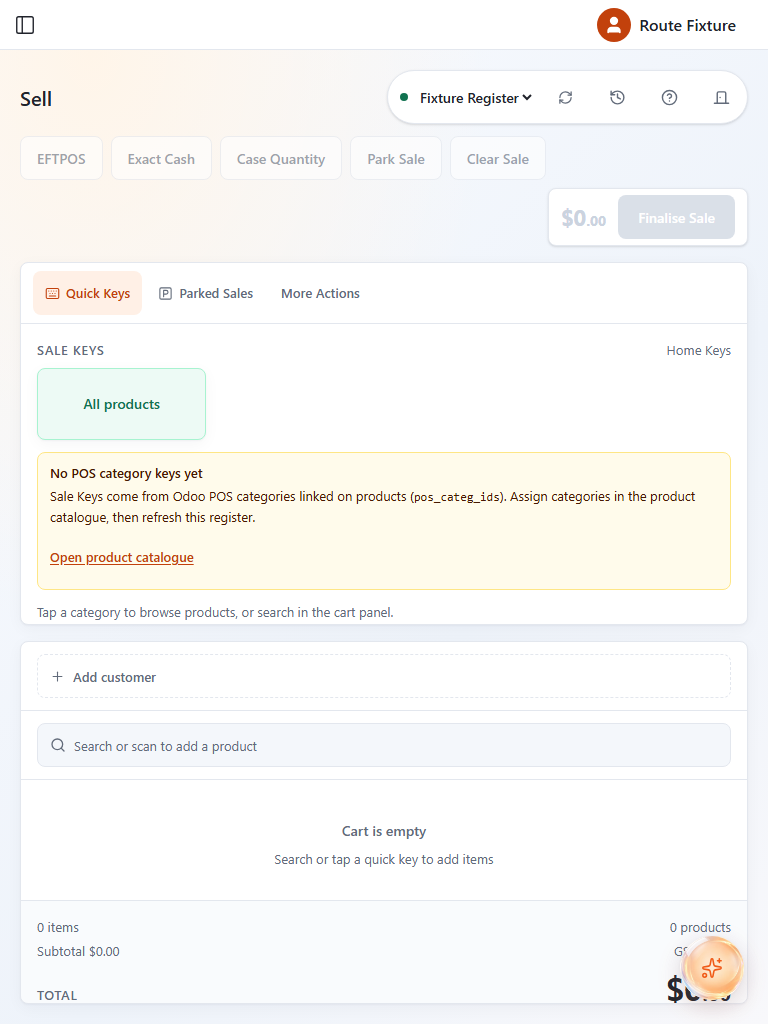 Route Fixture
Sell
Fixture Register
EFTPOS
Exact Cash
Case Quantity
Park Sale
Clear Sale
$0.00
Finalise Sale
Quick Keys
Parked Sales
More Actions
SALE KEYS
Home Keys
All products
No POS category keys yet
Sale Keys come from Odoo POS categories linked on products (pos_categ_ids). Assign categories in the product
catalogue, then refresh this register.
Open product catalogue
Tap a category to browse products, or search in the cart panel.
Add customer
Search or scan to add a product
Cart is empty
Search or tap a quick key to add items
0 items
0 products
Subtotal $0.00
TOTAL